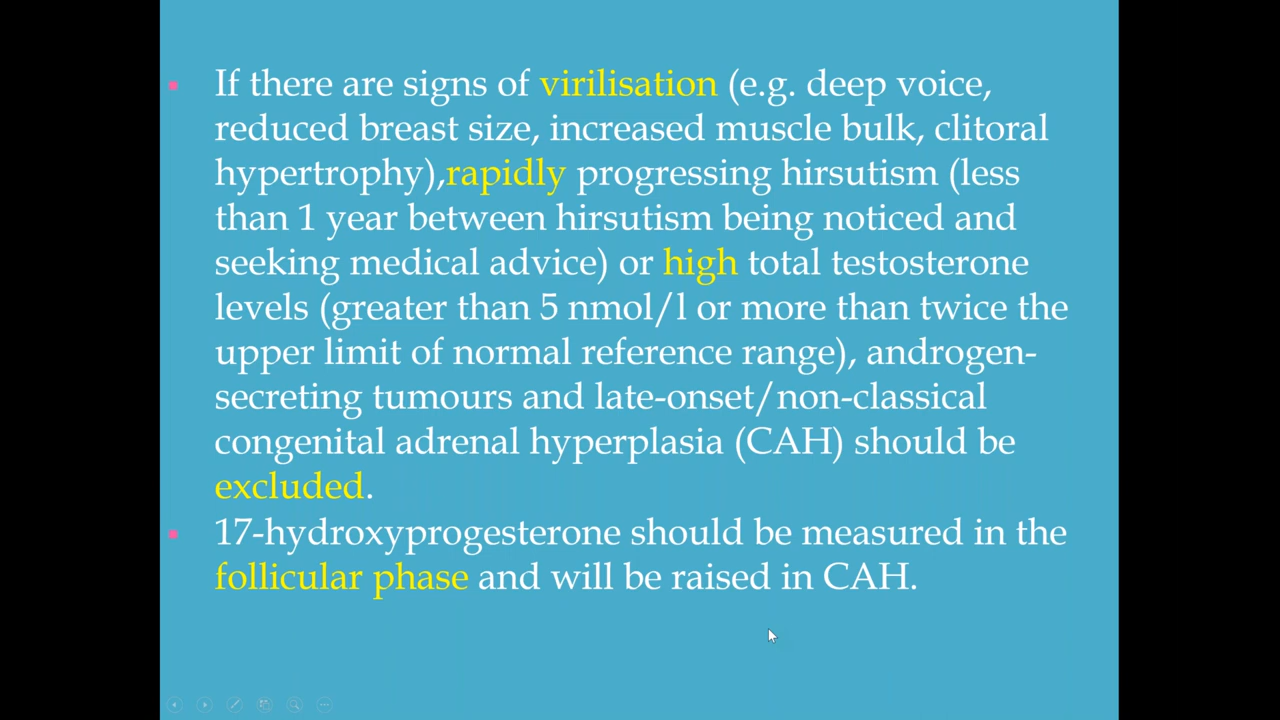 If there are signs of virilisation (e.g. deep voice,
reduced breast size, increased muscle bulk, clitoral
hypertrophy),rapidly progressing hirsutism (less
than 1 year between hirsutism being noticed and
seeking medical advice) or high total testosterone
levels (greater than 5 nmol/l or more than twice the
upper limit of normal reference range), androgen-
secreting tumours and late-onset/non-classical
congenital adrenal hyperplasia (CAH) should be
excluded.
17-hydroxyprogesterone should be measured in the
follicular phase and will be raised in CAH.